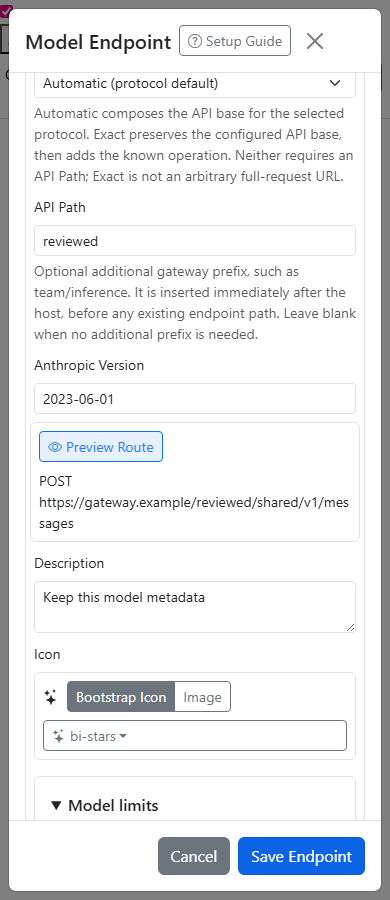 Model Endpoint
Setup Guide
Automatic (protocol default)
Automatic composes the API base for the selected
protocol. Exact preserves the configured API base,
then adds the known operation. Neither requires an
API Path; Exact is not an arbitrary full-request URL.
API Path
reviewed
Optional additional gateway prefix, such as
team/inference. It is inserted immediately after the
host, before any existing endpoint path. Leave blank
when no additional prefix is needed.
Anthropic Version
2023-06-01
Preview Route
POST
https://gateway.example/reviewed/shared/v1/mes
sages
Description
Keep this model metadata
Icon
Bootstrap Icon
Image
bi-stars
Model limits
Cancel
Save Endpoint